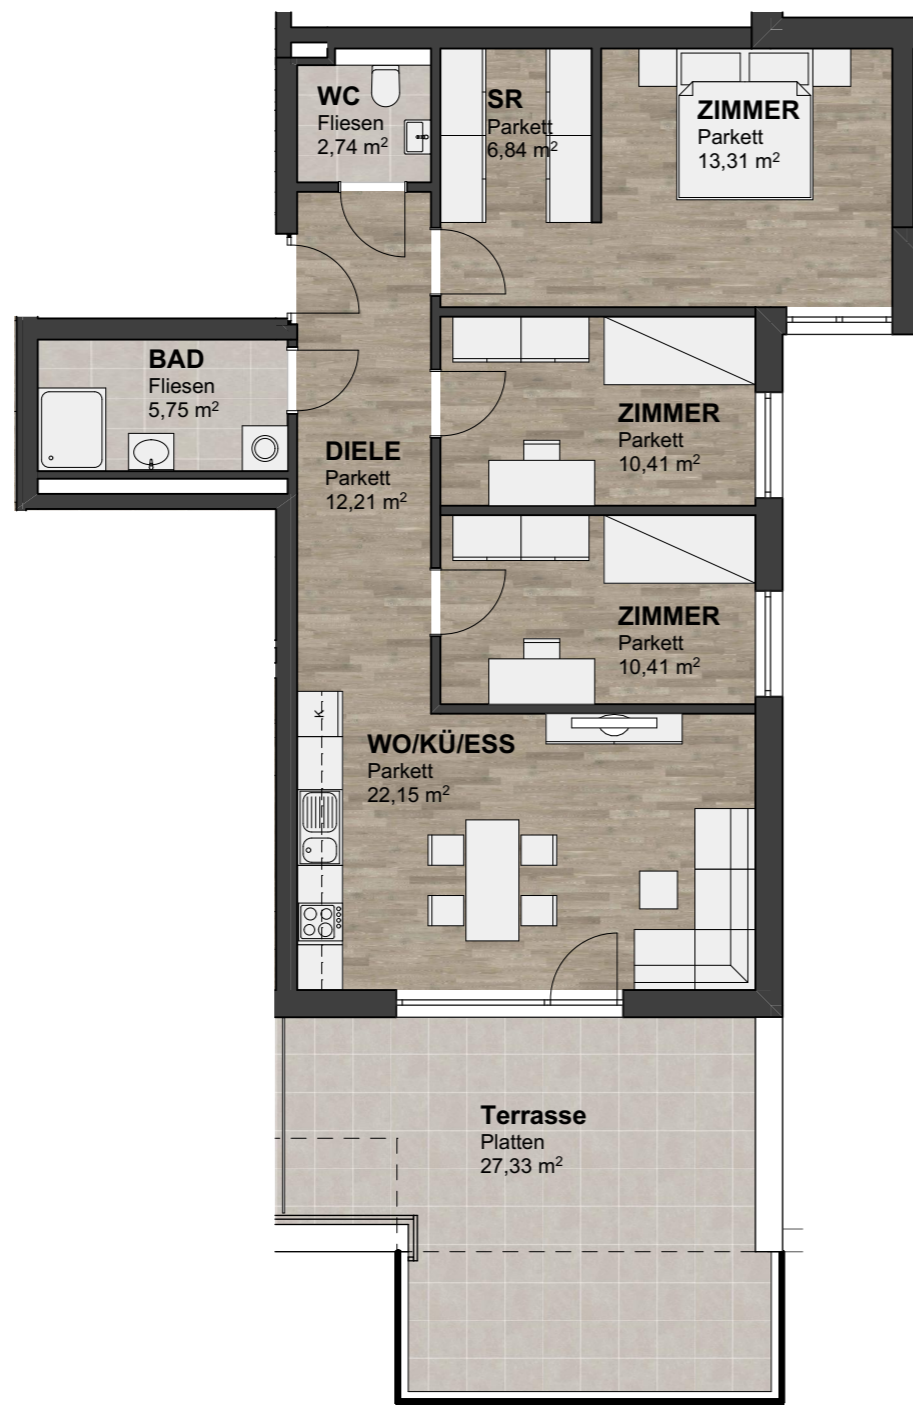 WC
Fliesen
2,74 m²
SR
Parkett
6,84 m²
ZIMMER
Parkett
13,31 m²
BAD
Fliesen
5,75 m²
ZIMMER
Parkett
10,41 m²
DIELE
Parkett
12,21 m²
ZIMMER
Parkett
10,41 m²
K
WO/KÜ/ESS
Parkett
22,15 m²
Terrasse
Platten
27,33 m²